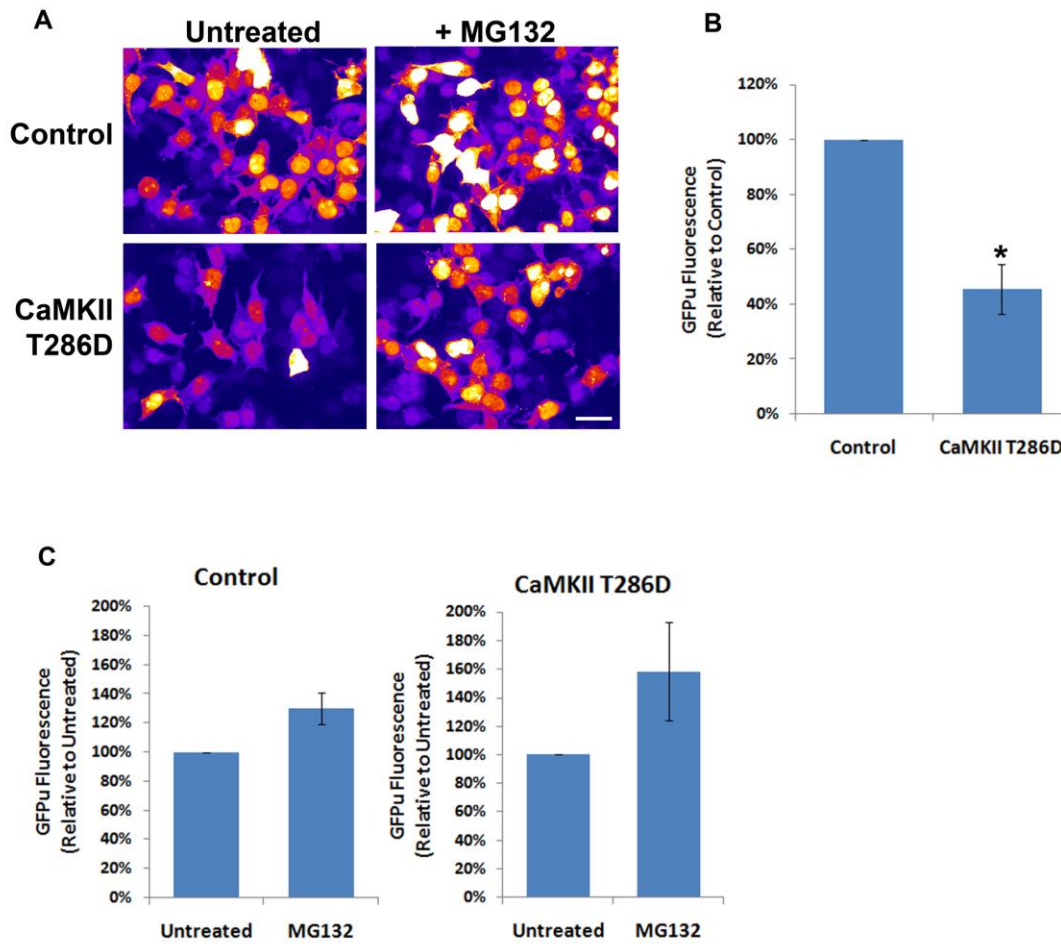 A
Untreated
+ MG132
Control
CaMKII
T286D
B
GFPu Fluorescence
(Relative to Control)
120%
100%
80%
60%
40%
20%
0%
*
Control
CaMKII T286D
C
Control
GFPu Fluorescence
(Relative to Untreated)
200%
180%
160%
140%
120%
100%
80%
60%
40%
20%
0%
Untreated
MG132
CaMKII T286D
GFPu Fluorescence
(Relative to Untreated)
200%
180%
160%
140%
120%
100%
80%
60%
40%
20%
0%
Untreated
MG132